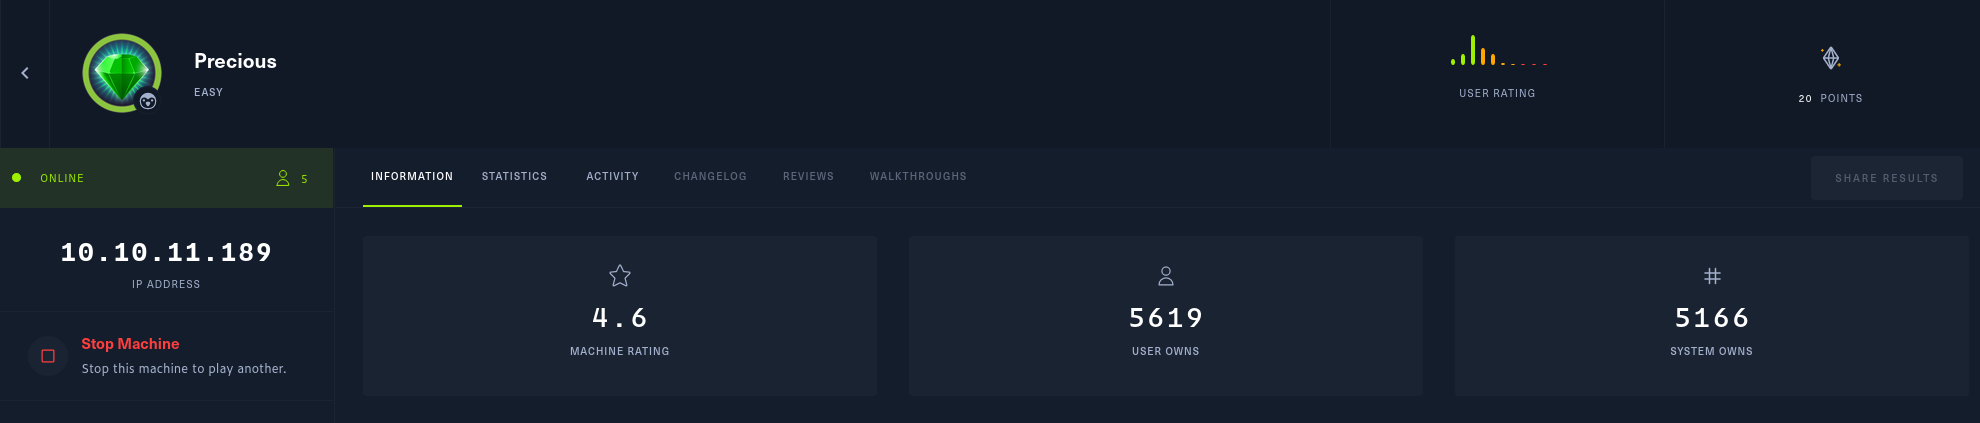 Precious
EASY
USER RATING
20 POINTS
ONLINE
5
INFORMATION STATISTICS ACTIVITY CHANGELOG REVIEWS WALKTHROUGHS
SHARE RESULTS
10.10.11.189
IP ADDRESS
Stop Machine
Stop this machine to play another.
4.6
MACHINE RATING
5619
USER OWNS
5166
SYSTEM OWNS